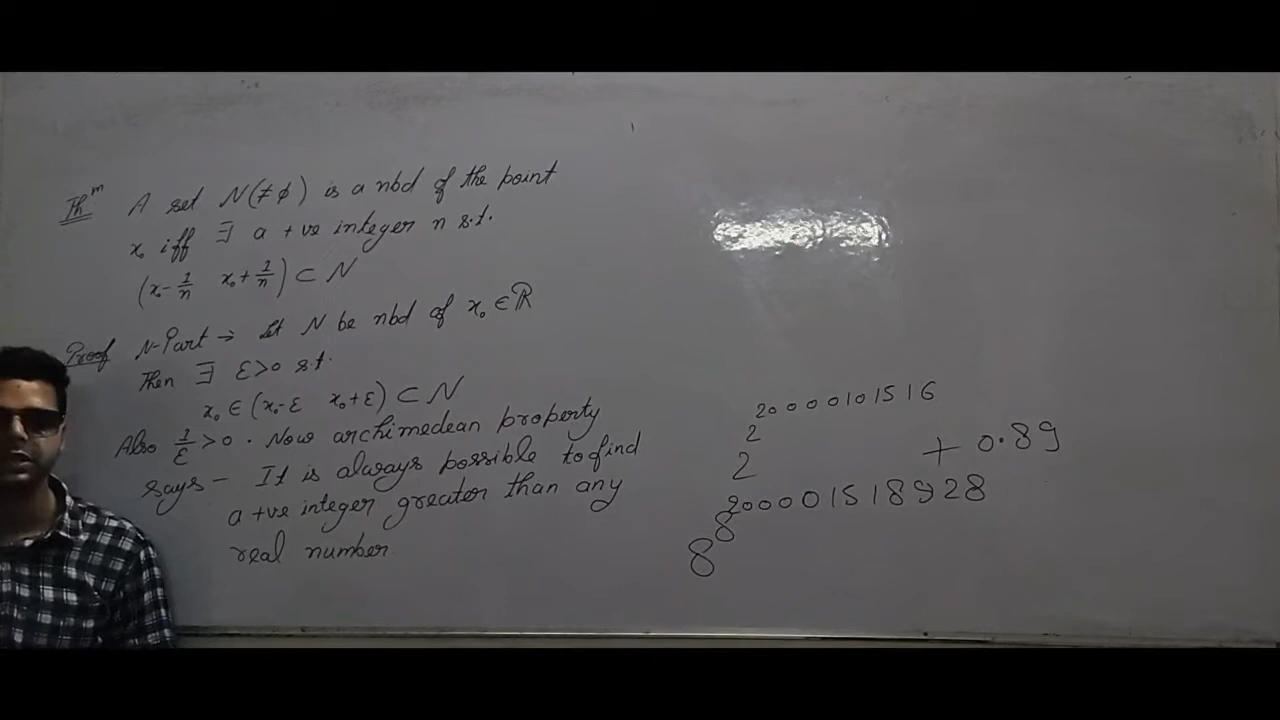 Th^m A set N(≠ϕ) is a nbd of the point
x₀ iff ∃ a +ve integer n s.t.
(x₀-1/n x₀+1/n) ⊂ N
Proof N-Part → Let N be nbd of x₀ ∈ ℝ
Then ∃ ε>0 s.t.
x₀ ∈ (x₀-ε x₀+ε) ⊂ N
Also 1/ε >0 . Now archimedean property
says - It is always possible to find
a +ve integer greater than any
real number
2^2^20000101516 + 0.89
8^8^200001518928